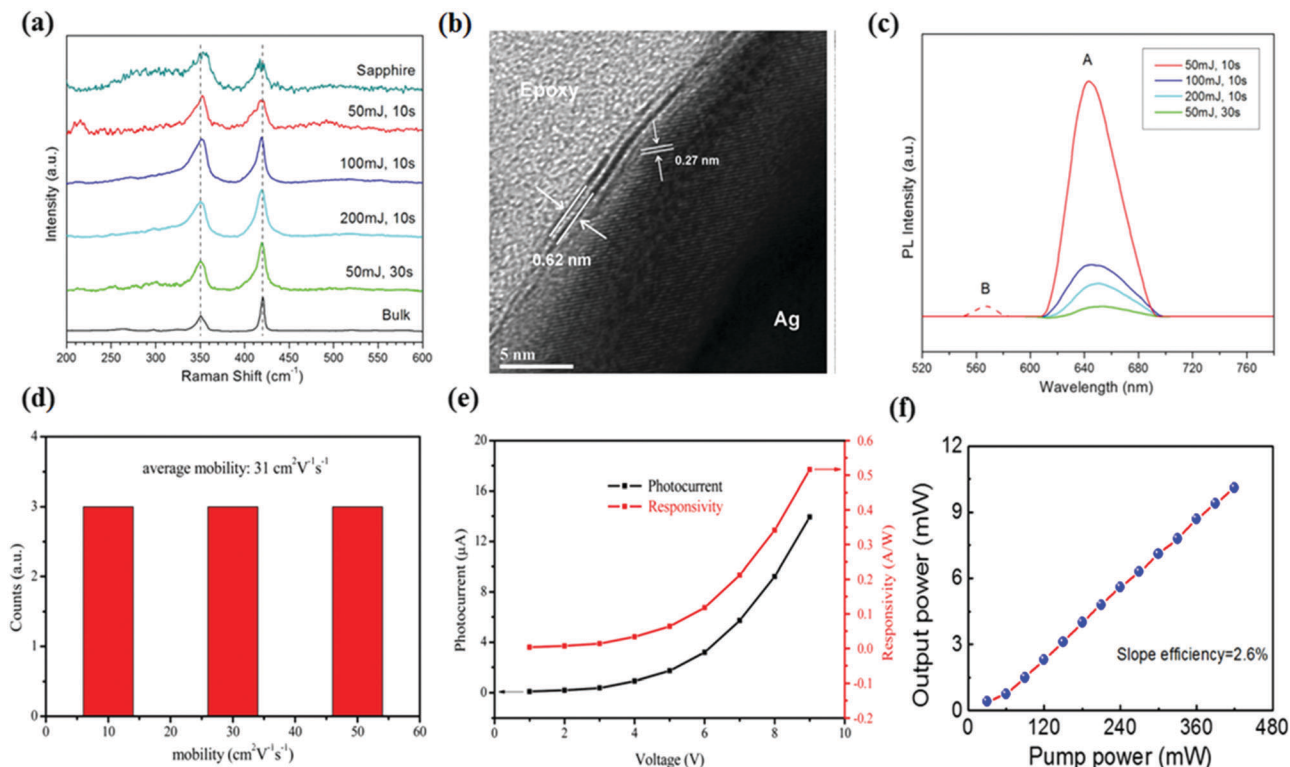 (a)
Sapphire
50mJ, 10s
100mJ, 10s
200mJ, 10s
50mJ, 30s
Bulk
Intensity (a.u.)
200 250 300 350 400 450 500 550 600
Raman Shift (cm⁻¹)
(b)
Epoxy
0.27 nm
0.62 nm
Ag
5 nm
(c)
A
B
50mJ, 10s
100mJ, 10s
200mJ, 10s
50mJ, 30s
PL Intensity (a.u.)
520 560 600 640 680 720 760
Wavelength (nm)
(d)
4
3
2
1
0
Counts (a.u.)
average mobility: 31 cm²V⁻¹s⁻¹
0 10 20 30 40 50 60
mobility (cm²V⁻¹s⁻¹)
(e)
20
16
12
8
4
0
Photocurrent (μA)
Photocurrent
Responsivity
0.6
0.5
0.4
0.3
0.2
0.1
0.0
-0.1
-0.2
Responsivity (A/W)
0 1 2 4 6 8 10
Voltage (V)
(f)
12
9
6
3
0
Output power (mW)
Slope efficiency=2.6%
0 120 240 360 480
Pump power (mW)